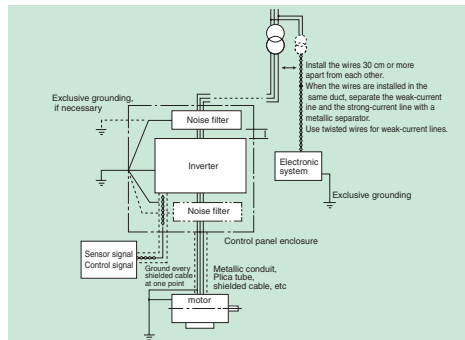 Install the wires 30 cm or more
apart from each other.
When the wires are installed in the
same duct, separate the weak-current
ine and the strong-current line with a
metallic separator.
Use twisted wires for weak-current lines.
Exclusive grounding,
if necessary
Noise filter
Inverter
Electronic
system
Exclusive grounding
Noise filter
Control panel enclosure
Sensor signal
Control signal
Ground every
shielded cable
at one point
Metallic conduit,
Plica tube,
shielded cable, etc
motor